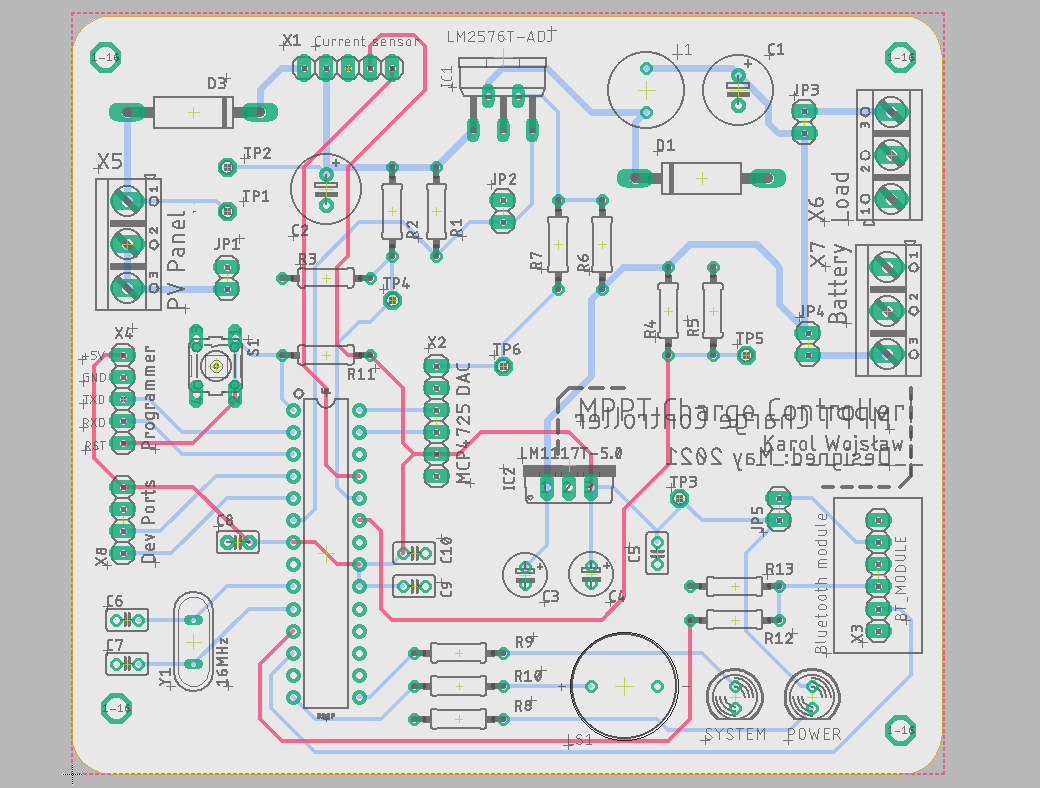 X1
Current sensor
LM2576T-ADJ
L1
C1
1-16
1-16
IC1
D3
JP3
TP2
D1
X5
TP1
JP2
X6
Load
1
2
3
3
2
1
PV Panel
C2
R2
R1
JP1
R3
R7
R6
X7
Battery
1
2
3
TP4
JP4
R4
R5
X4
S1
X2
TP6
TP5
+5V
GND
TXD
RXD
RST
Programmer
R11
MCP4725 DAC
MPPT Charge Controller
MPPT Charge Controller
Karol Wojsław
Designed: May 2021
LM1117T-5.0
IC2
TP3
Dev Ports
X8
C8
JP5
C10
C5
Bluetooth module
BT_MODULE
C9
C3
C4
R13
C6
R12
X3
C7
R9
Y1
16MHz
R10
1-16
R8
LS1
SYSTEM
POWER
1-16